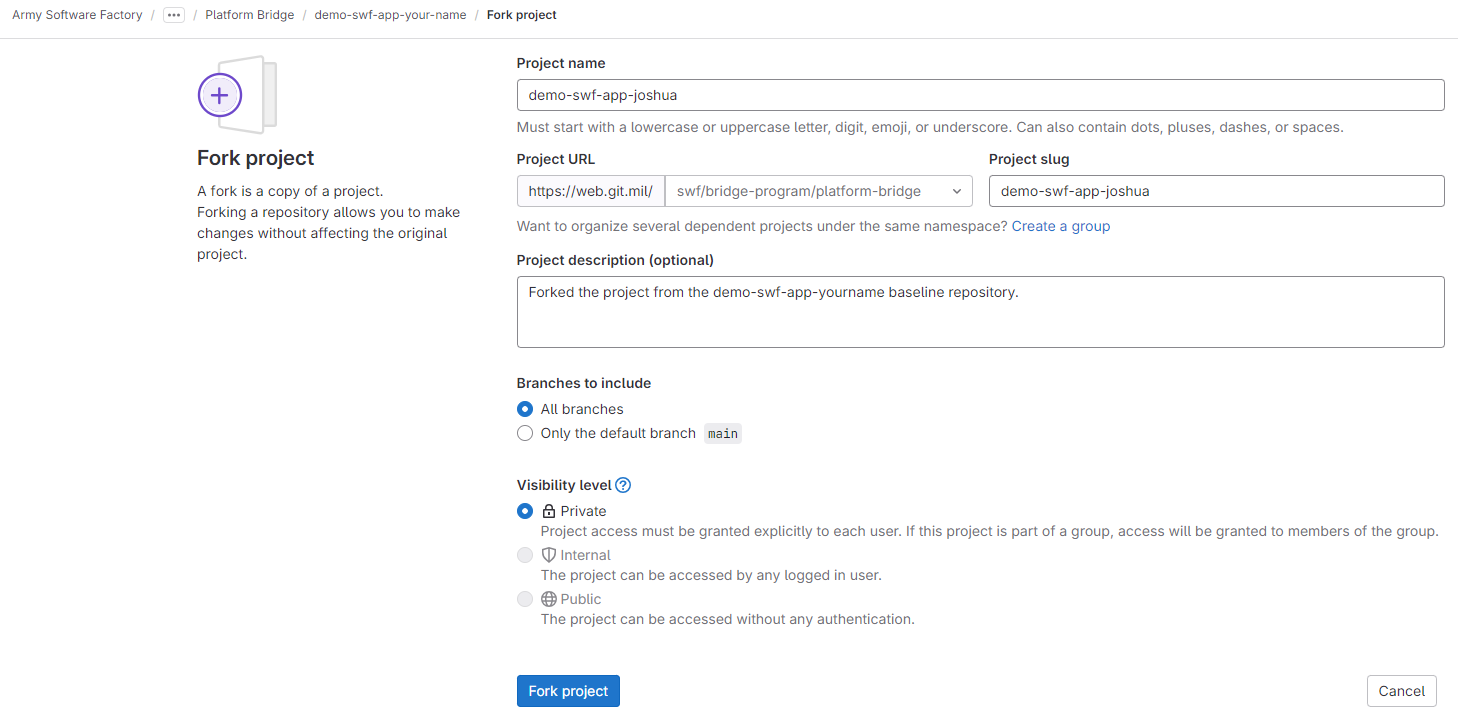 Army Software Factory / ••• / Platform Bridge / demo-swf-app-your-name / Fork project
Fork project
A fork is a copy of a project.
Forking a repository allows you to make
changes without affecting the original
project.
Project name
demo-swf-app-joshua
Must start with a lowercase or uppercase letter, digit, emoji, or underscore. Can also contain dots, pluses, dashes, or spaces.
Project URL
Project slug
https://web.git.mil/ swf/bridge-program/platform-bridge
demo-swf-app-joshua
Want to organize several dependent projects under the same namespace? Create a group
Project description (optional)
Forked the project from the demo-swf-app-yourname baseline repository.
Branches to include
All branches
Only the default branch main
Visibility level ?
Private
Project access must be granted explicitly to each user. If this project is part of a group, access will be granted to members of the group.
Internal
The project can be accessed by any logged in user.
Public
The project can be accessed without any authentication.
Fork project
Cancel